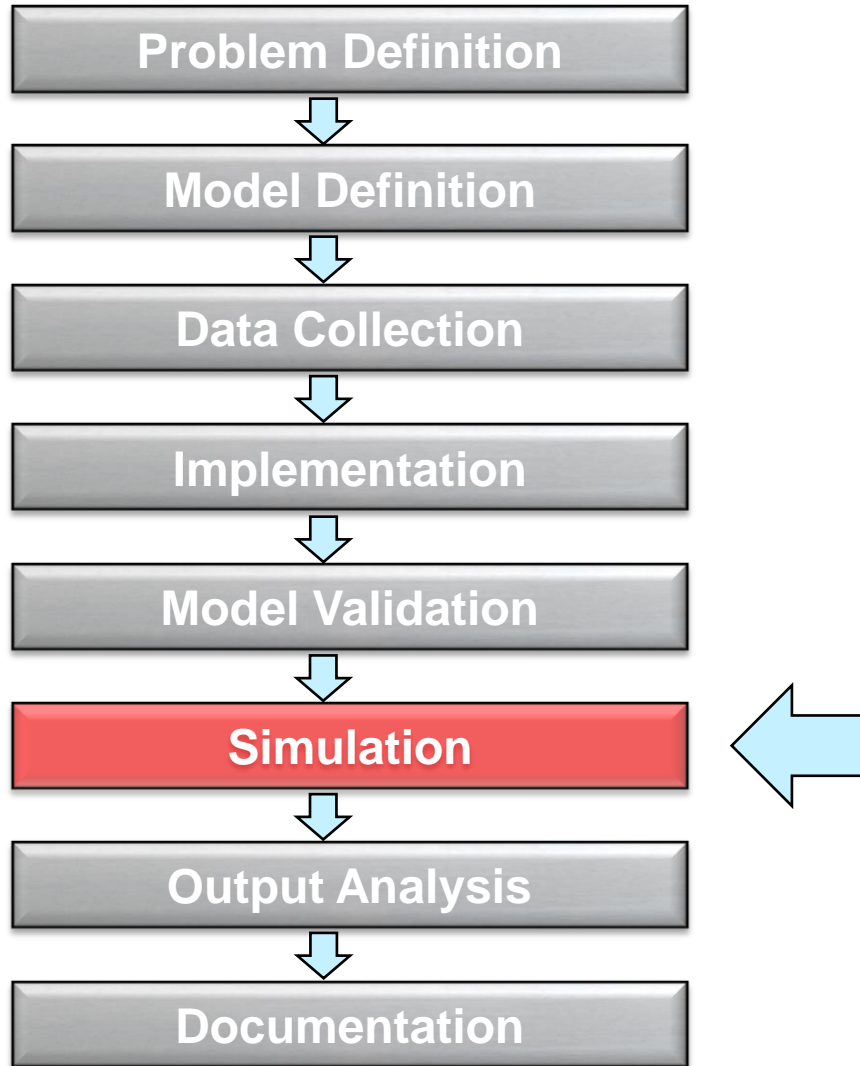 Problem Definition
Model Definition
Data Collection
Implementation
Model Validation
Simulation
Output Analysis
Documentation